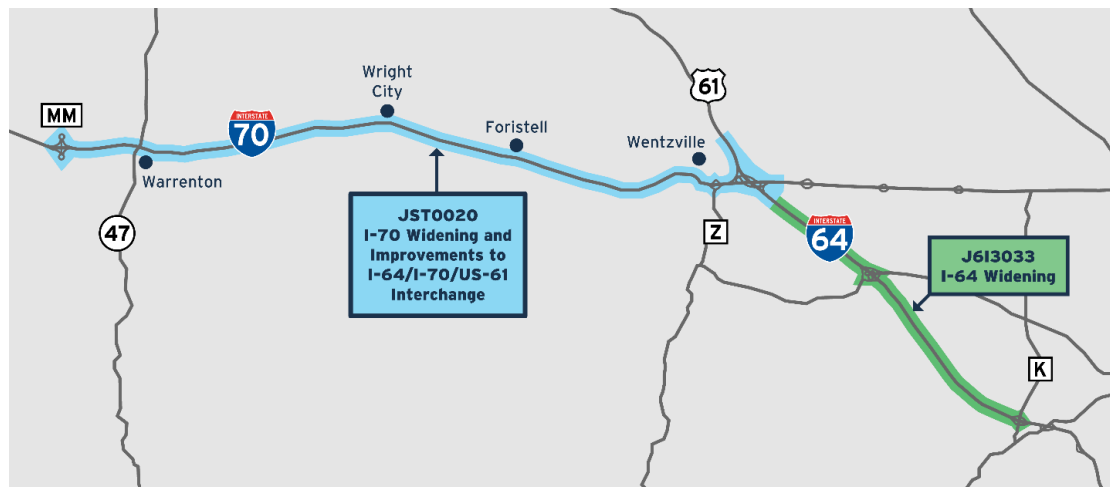 MM
Warrenton
47
INTERSTATE
70
Wright
City
Foristell
JST0020
I-70 Widening and
Improvements to
I-64/I-70/US-61
Interchange
Wentzville
61
Z
INTERSTATE
64
J6I3033
I-64 Widening
K